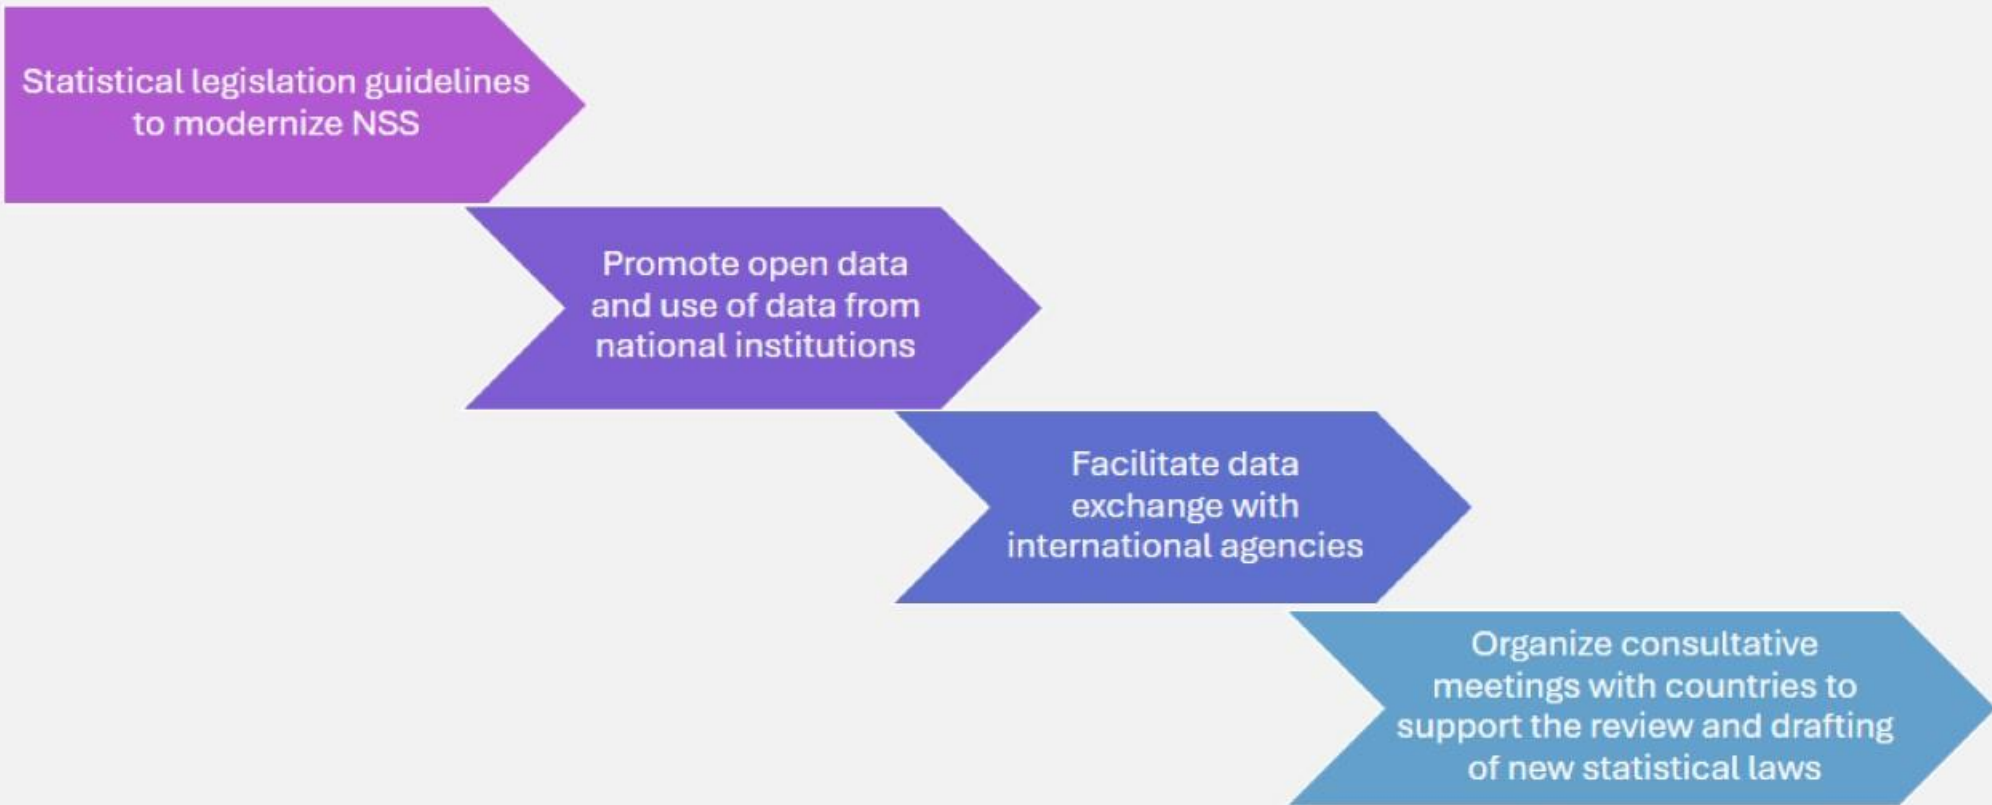 Statistical legislation guidelines
to modernize NSS
Promote open data
and use of data from
national institutions
Facilitate data
exchange with
international agencies
Organize consultative
meetings with countries to
support the review and drafting
of new statistical laws